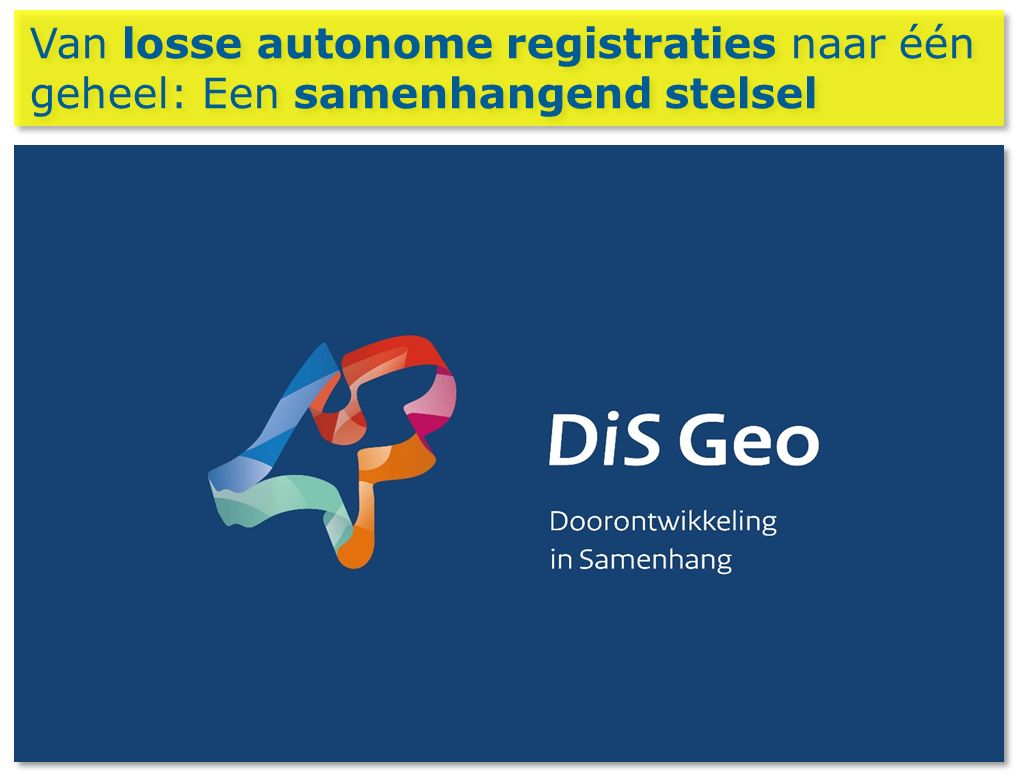 Van losse autonome registraties naar één
geheel: Een samenhangend stelsel
DiS Geo
Doorontwikkeling
in Samenhang